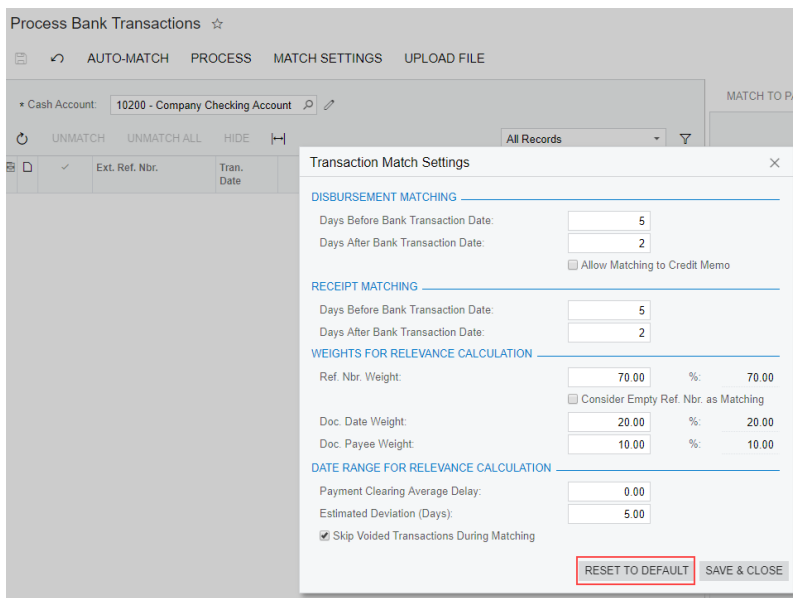 Process Bank Transactions
AUTO-MATCH PROCESS MATCH SETTINGS UPLOAD FILE
* Cash Account: 10200 - Company Checking Account
MATCH TO PA
UNMATCH UNMATCH ALL HIDE All Records
Ext. Ref. Nbr. Tran. Date
Transaction Match Settings
DISBURSEMENT MATCHING
Days Before Bank Transaction Date: 5
Days After Bank Transaction Date: 2
Allow Matching to Credit Memo
RECEIPT MATCHING
Days Before Bank Transaction Date: 5
Days After Bank Transaction Date: 2
WEIGHTS FOR RELEVANCE CALCULATION
Ref. Nbr. Weight: 70.00 %: 70.00
Consider Empty Ref. Nbr. as Matching
Doc. Date Weight: 20.00 %: 20.00
Doc. Payee Weight: 10.00 %: 10.00
DATE RANGE FOR RELEVANCE CALCULATION
Payment Clearing Average Delay: 0.00
Estimated Deviation (Days): 5.00
Skip Voided Transactions During Matching
RESET TO DEFAULT SAVE & CLOSE